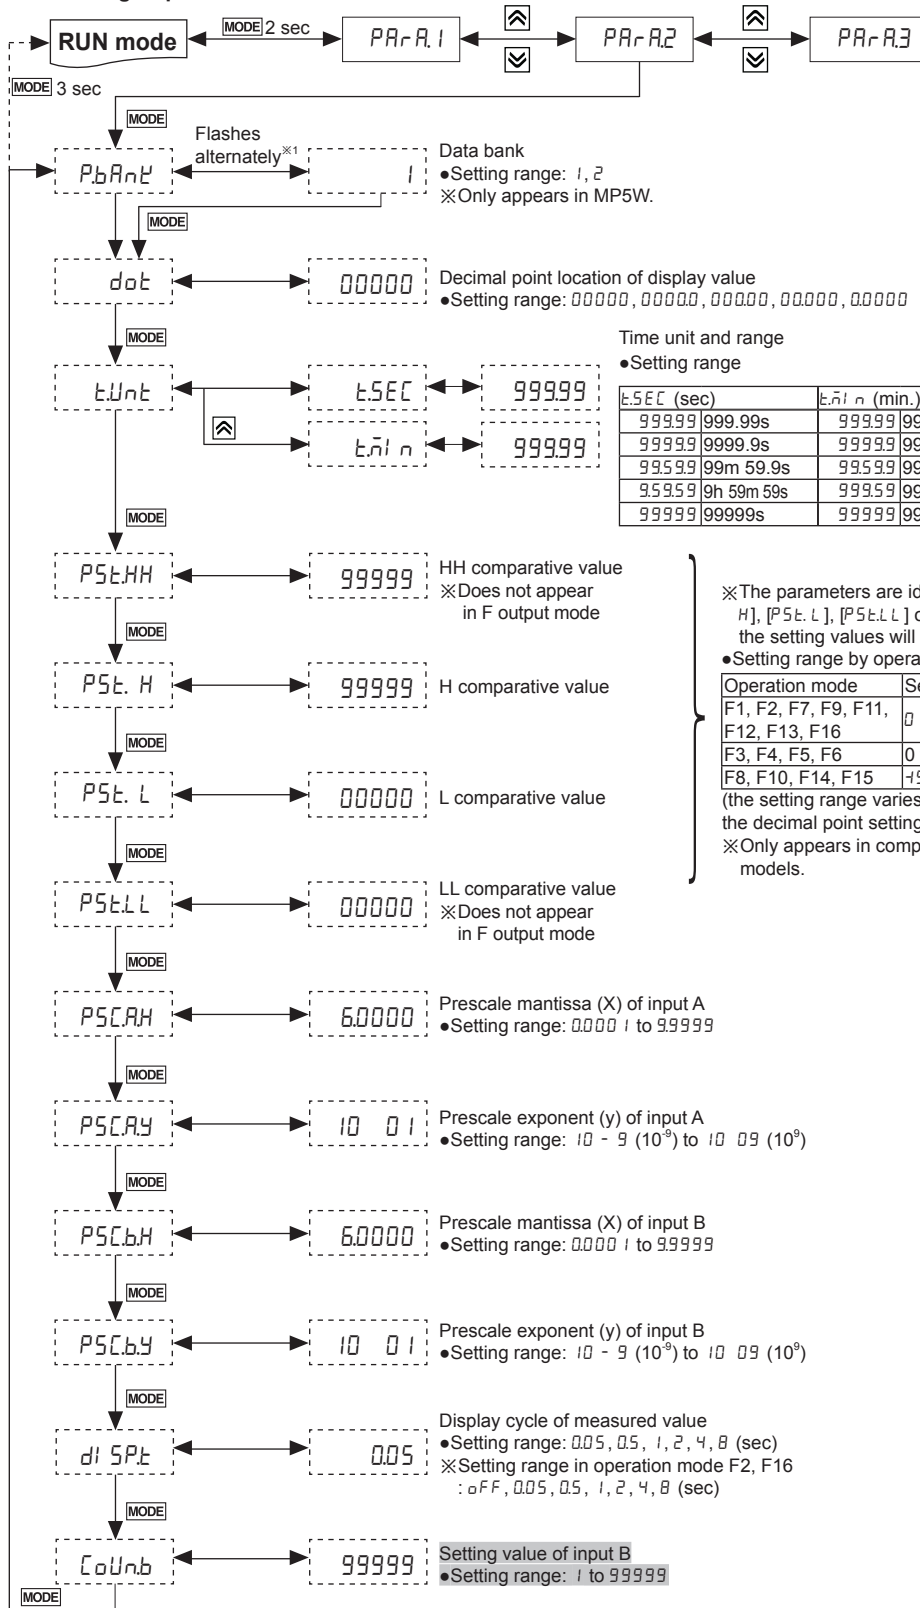 RUN mode
MODE 2 sec
PArA.1
PArA.2
PArA.3
MODE 3 sec
MODE
Flashes
alternately※1
P.bAnK
1
Data bank
●Setting range: 1, 2
※Only appears in MP5W.
MODE
dot
00000
Decimal point location of display value
●Setting range: 00000, 0000.0, 000.00, 00.000, 0.0000
MODE
Time unit and range
●Setting range
t.Unt
t.SEC
999.99
t.mIn
999.99
t.SEC (sec) t.mIn (min.)
999.99 999.99s 999.99 99
9999.9 9999.9s 9999.9 99
99.59.9 99m 59.9s 99.59.9 99
9.59.59 9h 59m 59s 999.59 99
99999 99999s 99999 99
MODE
PSt.HH
99999
HH comparative value
※Does not appear
in F output mode
MODE
PSt. H
99999
H comparative value
MODE
PSt. L
00000
L comparative value
MODE
PSt.LL
00000
LL comparative value
※Does not appear
in F output mode
※The parameters are
H], [PSt. L], [PSt.LL]
the setting values will
●Setting range by
Operation mode
F1, F2, F7, F9, F11,
F12, F13, F16
0
F3, F4, F5, F6 0
F8, F10, F14, F15
(the setting range varies
the decimal point setting
※Only appears in
models.
MODE
PSC.A.H
6.0000
Prescale mantissa (X) of input A
●Setting range: 0.0001 to 9.9999
MODE
PSC.A.Y
10 01
Prescale exponent (y) of input A
●Setting range: 10 - 9 (10-9) to 10 09 (109)
MODE
PSC.b.H
6.0000
Prescale mantissa (X) of input B
●Setting range: 0.0001 to 9.9999
MODE
PSC.b.Y
10 01
Prescale exponent (y) of input B
●Setting range: 10 - 9 (10-9) to 10 09 (109)
MODE
dISP.t
0.05
Display cycle of measured value
●Setting range: 0.05, 0.5, 1, 2, 4, 8 (sec)
※Setting range in operation mode F2, F16
: oFF, 0.05, 0.5, 1, 2, 4, 8 (sec)
MODE
CoUn.b
99999
Setting value of input B
●Setting range: 1 to 99999
MODE